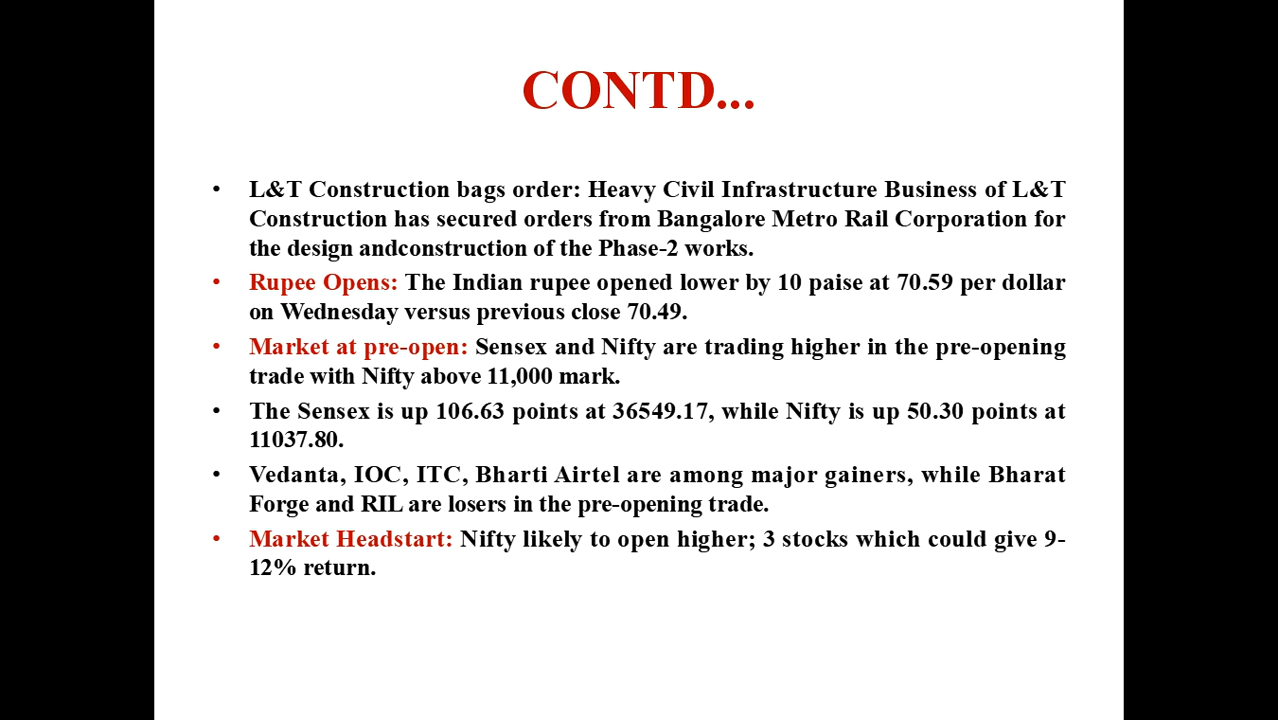 CONTD...
• L&T Construction bags order: Heavy Civil Infrastructure Business of L&T
Construction has secured orders from Bangalore Metro Rail Corporation for
the design andconstruction of the Phase-2 works.
• Rupee Opens: The Indian rupee opened lower by 10 paise at 70.59 per dollar
on Wednesday versus previous close 70.49.
• Market at pre-open: Sensex and Nifty are trading higher in the pre-opening
trade with Nifty above 11,000 mark.
• The Sensex is up 106.63 points at 36549.17, while Nifty is up 50.30 points at
11037.80.
• Vedanta, IOC, ITC, Bharti Airtel are among major gainers, while Bharat
Forge and RIL are losers in the pre-opening trade.
• Market Headstart: Nifty likely to open higher; 3 stocks which could give 9-
12% return.